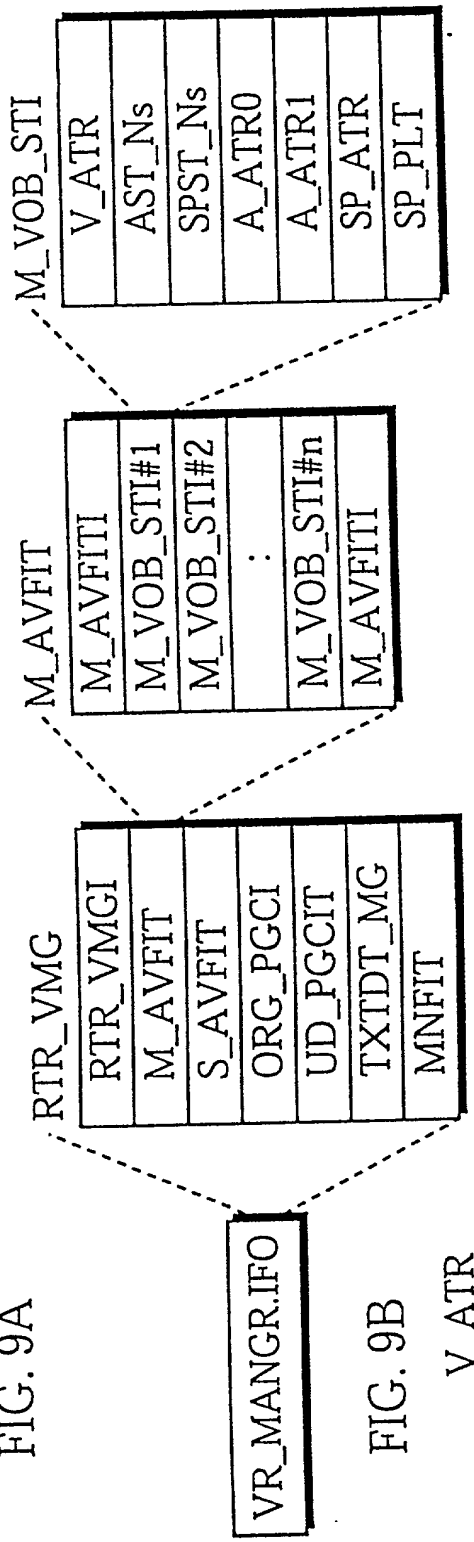 FIG. 9A
VR_MANGR.IFO
RTR_VMG
RTR_VMGI
M_AVFIT
S_AVFIT
ORG_PGCI
UD_PGCIT
TXTDT_MG
MNFIT
M_AVFIT
M_AVFITI
M_VOB_STI#1
M_VOB_STI#2
:
M_VOB_STI#n
M_AVFITI
M_VOB_STI
V_ATR
AST_Ns
SPST_Ns
A_ATR0
A_ATR1
SP_ATR
SP_PLT
FIG. 9B
V_ATR